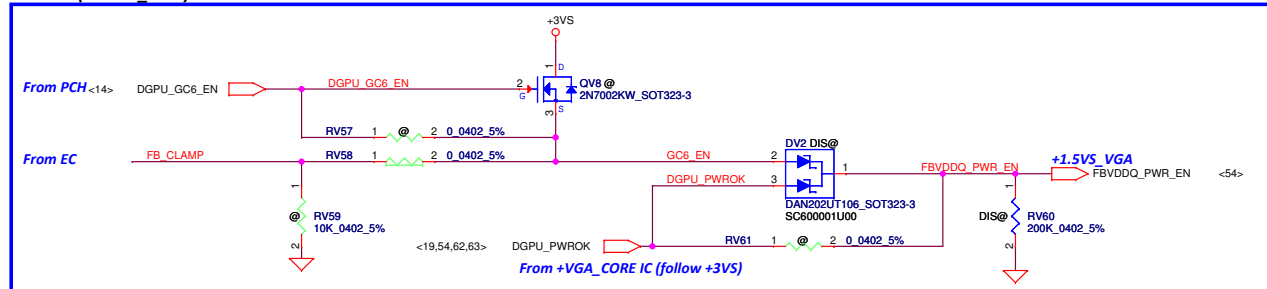 +3VS
1
D
From PCH
<14>
DGPU_GC6_EN
DGPU_GC6_EN
2
G
QV8 @
2N7002KW_SOT323-3
3
S
RV57
1
@
2
0_0402_5%
From EC
FB_CLAMP
RV58
1
2
0_0402_5%
GC6_EN
2
DV2 DIS@
1
FBVDDQ_PWR_EN
+1.5VS_VGA
FBVDDQ_PWR_EN
<54>
DGPU_PWROK
3
DAN202UT106_SOT323-3
SC600001U00
1
@
RV59
10K_0402_5%
2
1
DIS@
RV60
200K_0402_5%
2
<19,54,62,63>
DGPU_PWROK
RV61
1
@
2
0_0402_5%
From +VGA_CORE IC (follow +3VS)